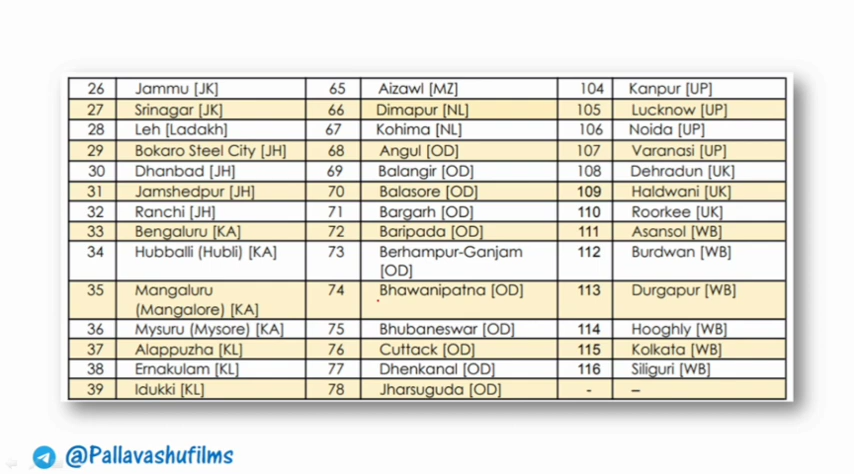 26 Jammu [JK] 65 Aizawl [MZ] 104 Kanpur [UP]
27 Srinagar [JK] 66 Dimapur [NL] 105 Lucknow [UP]
28 Leh [Ladakh] 67 Kohima [NL] 106 Noida [UP]
29 Bokaro Steel City [JH] 68 Angul [OD] 107 Varanasi [UP]
30 Dhanbad [JH] 69 Balangir [OD] 108 Dehradun [UK]
31 Jamshedpur [JH] 70 Balasore [OD] 109 Haldwani [UK]
32 Ranchi [JH] 71 Bargarh [OD] 110 Roorkee [UK]
33 Bengaluru [KA] 72 Baripada [OD] 111 Asansol [WB]
34 Hubballi (Hubli) [KA] 73 Berhampur-Ganjam 112 Burdwan [WB]
[OD]
35 Mangaluru 74 Bhawanipatna [OD] 113 Durgapur [WB]
(Mangalore) [KA]
36 Mysuru (Mysore) [KA] 75 Bhubaneswar [OD] 114 Hooghly [WB]
37 Alappuzha [KL] 76 Cuttack [OD] 115 Kolkata [WB]
38 Ernakulam [KL] 77 Dhenkanal [OD] 116 Siliguri [WB]
39 Idukki [KL] 78 Jharsuguda [OD] - –
@Pallavashufilms